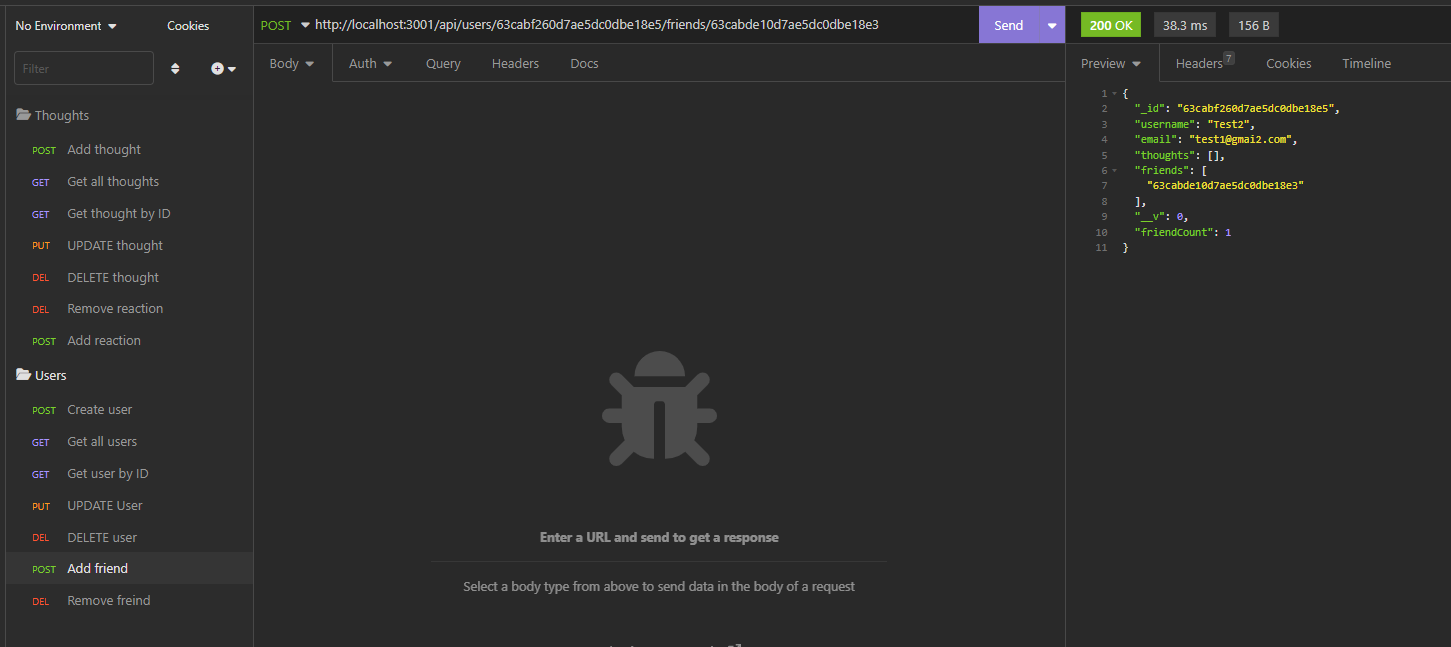 No Environment
Cookies
POST http://localhost:3001/api/users/63cabf260d7ae5dc0dbe18e5/friends/63cabde10d7ae5dc0dbe18e3
Send
200 OK
38.3 ms
156 B
Filter
Body
Auth
Query
Headers
Docs
Preview
Headers 7
Cookies
Timeline
Thoughts
POST Add thought
GET Get all thoughts
GET Get thought by ID
PUT UPDATE thought
DEL DELETE thought
DEL Remove reaction
POST Add reaction
Users
POST Create user
GET Get all users
GET Get user by ID
PUT UPDATE User
DEL DELETE user
POST Add friend
DEL Remove freind
Enter a URL and send to get a response
Select a body type from above to send data in the body of a request
1 {
2 "_id": "63cabf260d7ae5dc0dbe18e5",
3 "username": "Test2",
4 "email": "test1@gmai2.com",
5 "thoughts": [],
6 "friends": [
7 "63cabde10d7ae5dc0dbe18e3"
8 ],
9 "__v": 0,
10 "friendCount": 1
11 }